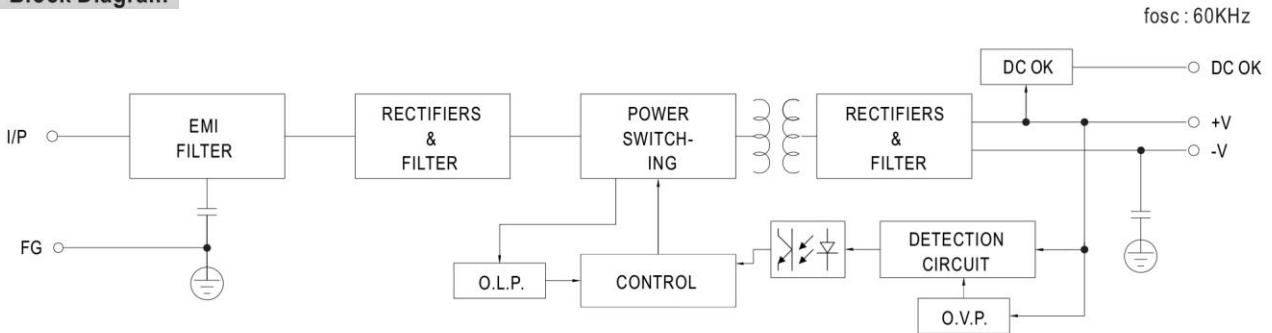 Block Diagram
fosc : 60KHz
I/P
EMI
FILTER
RECTIFIERS
&
FILTER
POWER
SWITCH-
ING
RECTIFIERS
&
FILTER
DC OK
DC OK
+V
-V
FG
O.L.P.
CONTROL
DETECTION
CIRCUIT
O.V.P.